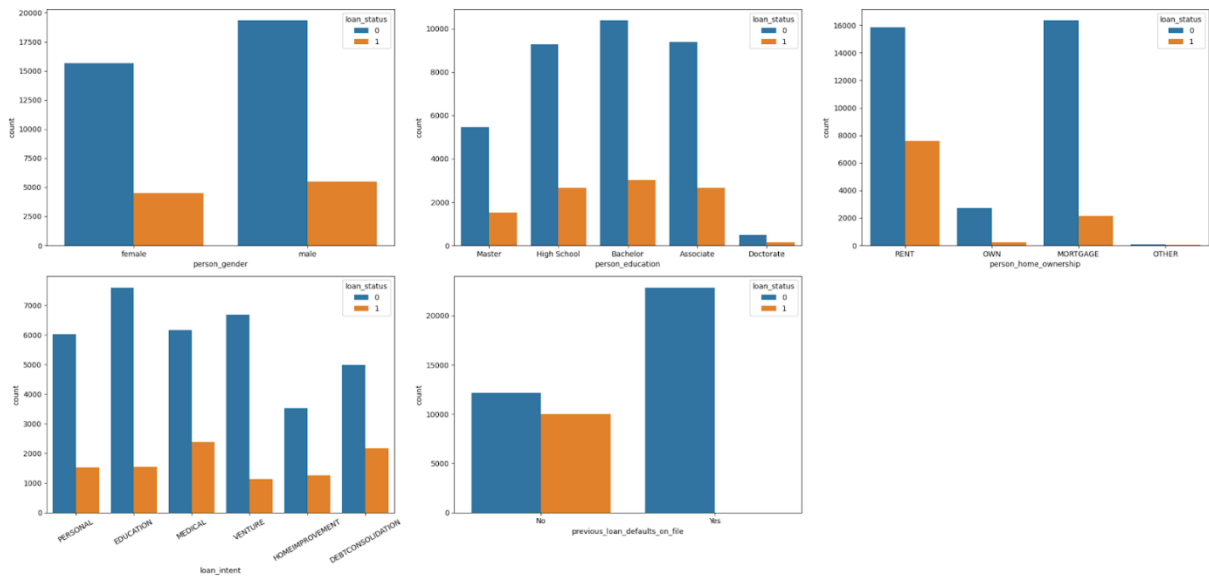 loan_status
0
1
20000
17500
15000
12500
10000
7500
5000
2500
0
count
female
male
person_gender
loan_status
0
1
10000
8000
6000
4000
2000
0
count
Master
High School
Bachelor
Associate
Doctorate
person_education
loan_status
0
1
16000
14000
12000
10000
8000
6000
4000
2000
0
count
RENT
OWN
MORTGAGE
OTHER
person_home_ownership
loan_status
0
1
7000
6000
5000
4000
3000
2000
1000
0
count
PERSONAL
EDUCATION
MEDICAL
VENTURE
HOMEIMPROVEMENT
DEBTCONSOLIDATION
loan_intent
loan_status
0
1
20000
15000
10000
5000
0
count
No
Yes
previous_loan_defaults_on_file